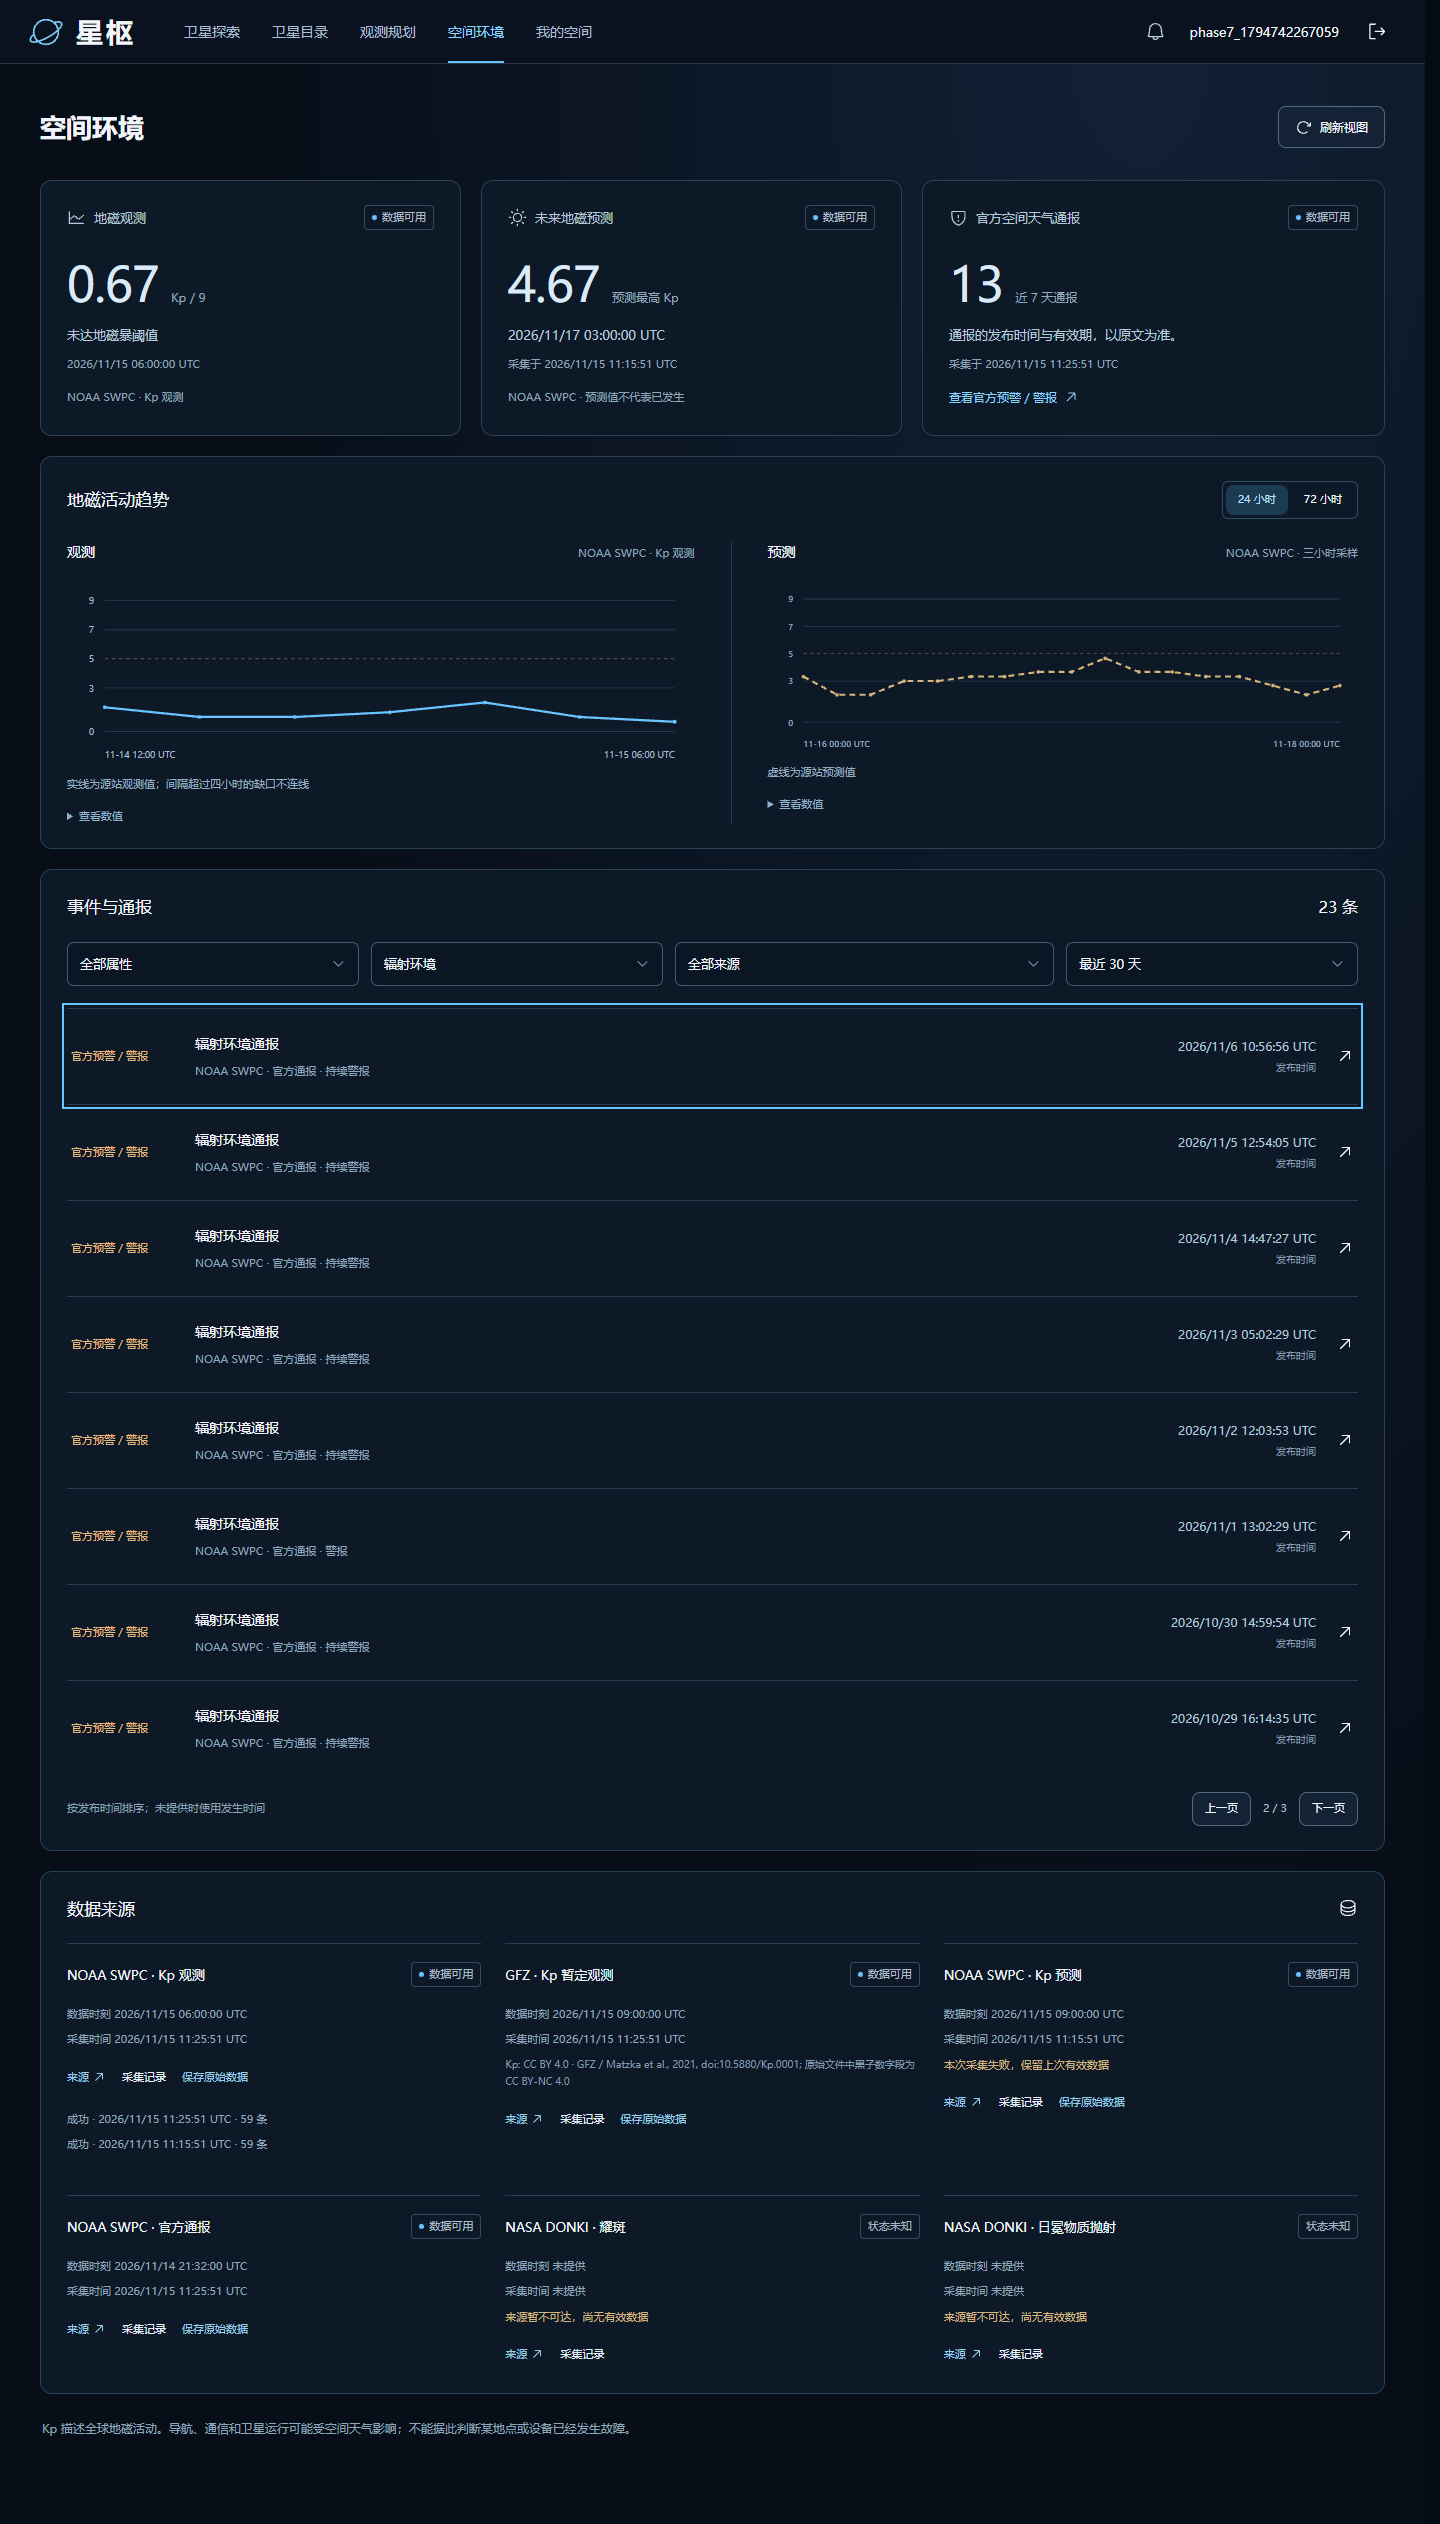 星枢
卫星探索 卫星目录 观测规划 空间环境 我的空间
phase7_1794742267059
空间环境
刷新视图
地磁观测 数据可用
0.67 Kp / 9
未达地磁暴阈值
2026/11/15 06:00:00 UTC
NOAA SWPC · Kp 观测
未来地磁预测 数据可用
4.67 预测最高 Kp
2026/11/17 03:00:00 UTC
采集于 2026/11/15 11:15:51 UTC
NOAA SWPC · 预测值不代表已发生
官方空间天气通报 数据可用
13 近 7 天通报
通报的发布时间与有效期，以原文为准。
采集于 2026/11/15 11:25:51 UTC
查看官方预警 / 警报
地磁活动趋势
24 小时 72 小时
观测 NOAA SWPC · Kp 观测
9
7
5
3
0
11-14 12:00 UTC 11-15 06:00 UTC
实线为源站观测值；间隔超过四小时的缺口不连线
查看数值
预测 NOAA SWPC · 三小时采样
9
7
5
3
0
11-16 00:00 UTC 11-18 00:00 UTC
虚线为源站预测值
查看数值
事件与通报 23 条
全部属性 辐射环境 全部来源 最近 30 天
官方预警 / 警报
辐射环境通报
NOAA SWPC · 官方通报 · 持续警报
2026/11/6 10:56:56 UTC
发布时间
官方预警 / 警报
辐射环境通报
NOAA SWPC · 官方通报 · 持续警报
2026/11/5 12:54:05 UTC
发布时间
官方预警 / 警报
辐射环境通报
NOAA SWPC · 官方通报 · 持续警报
2026/11/4 14:47:27 UTC
发布时间
官方预警 / 警报
辐射环境通报
NOAA SWPC · 官方通报 · 持续警报
2026/11/3 05:02:29 UTC
发布时间
官方预警 / 警报
辐射环境通报
NOAA SWPC · 官方通报 · 持续警报
2026/11/2 12:03:53 UTC
发布时间
官方预警 / 警报
辐射环境通报
NOAA SWPC · 官方通报 · 警报
2026/11/1 13:02:29 UTC
发布时间
官方预警 / 警报
辐射环境通报
NOAA SWPC · 官方通报 · 持续警报
2026/10/30 14:59:54 UTC
发布时间
官方预警 / 警报
辐射环境通报
NOAA SWPC · 官方通报 · 持续警报
2026/10/29 16:14:35 UTC
发布时间
按发布时间排序；未提供时使用发生时间
上一页 2 / 3 下一页
数据来源
NOAA SWPC · Kp 观测 数据可用
数据时刻 2026/11/15 06:00:00 UTC
采集时间 2026/11/15 11:25:51 UTC
来源 采集记录 保存原始数据
成功 · 2026/11/15 11:25:51 UTC · 59 条
成功 · 2026/11/15 11:15:51 UTC · 59 条
GFZ · Kp 暂定观测 数据可用
数据时刻 2026/11/15 09:00:00 UTC
采集时间 2026/11/15 11:25:51 UTC
Kp: CC BY 4.0 · GFZ / Matzka et al., 2021, doi:10.5880/Kp.0001; 原始文件中黑子数字段为
CC BY-NC 4.0
来源 采集记录 保存原始数据
NOAA SWPC · Kp 预测 数据可用
数据时刻 2026/11/15 09:00:00 UTC
采集时间 2026/11/15 11:15:51 UTC
本次采集失败，保留上次有效数据
来源 采集记录 保存原始数据
NOAA SWPC · 官方通报 数据可用
数据时刻 2026/11/14 21:32:00 UTC
采集时间 2026/11/15 11:25:51 UTC
来源 采集记录 保存原始数据
NASA DONKI · 耀斑 状态未知
数据时刻 未提供
采集时间 未提供
来源暂不可达，尚无有效数据
来源 采集记录
NASA DONKI · 日冕物质抛射 状态未知
数据时刻 未提供
采集时间 未提供
来源暂不可达，尚无有效数据
来源 采集记录
Kp 描述全球地磁活动。导航、通信和卫星运行可能受空间天气影响；不能据此判断某地点或设备已经发生故障。